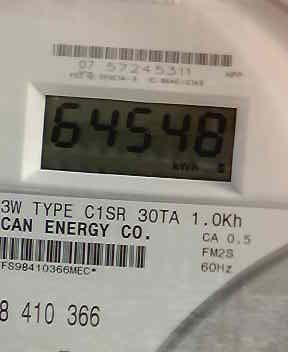 07 57245311
64548
kWh
3W TYPE C1SR 30TA 1.0Kh
CAN ENERGY CO.
CA 0.5
FM2S
60Hz
FS98410366MEC*
8 410 366